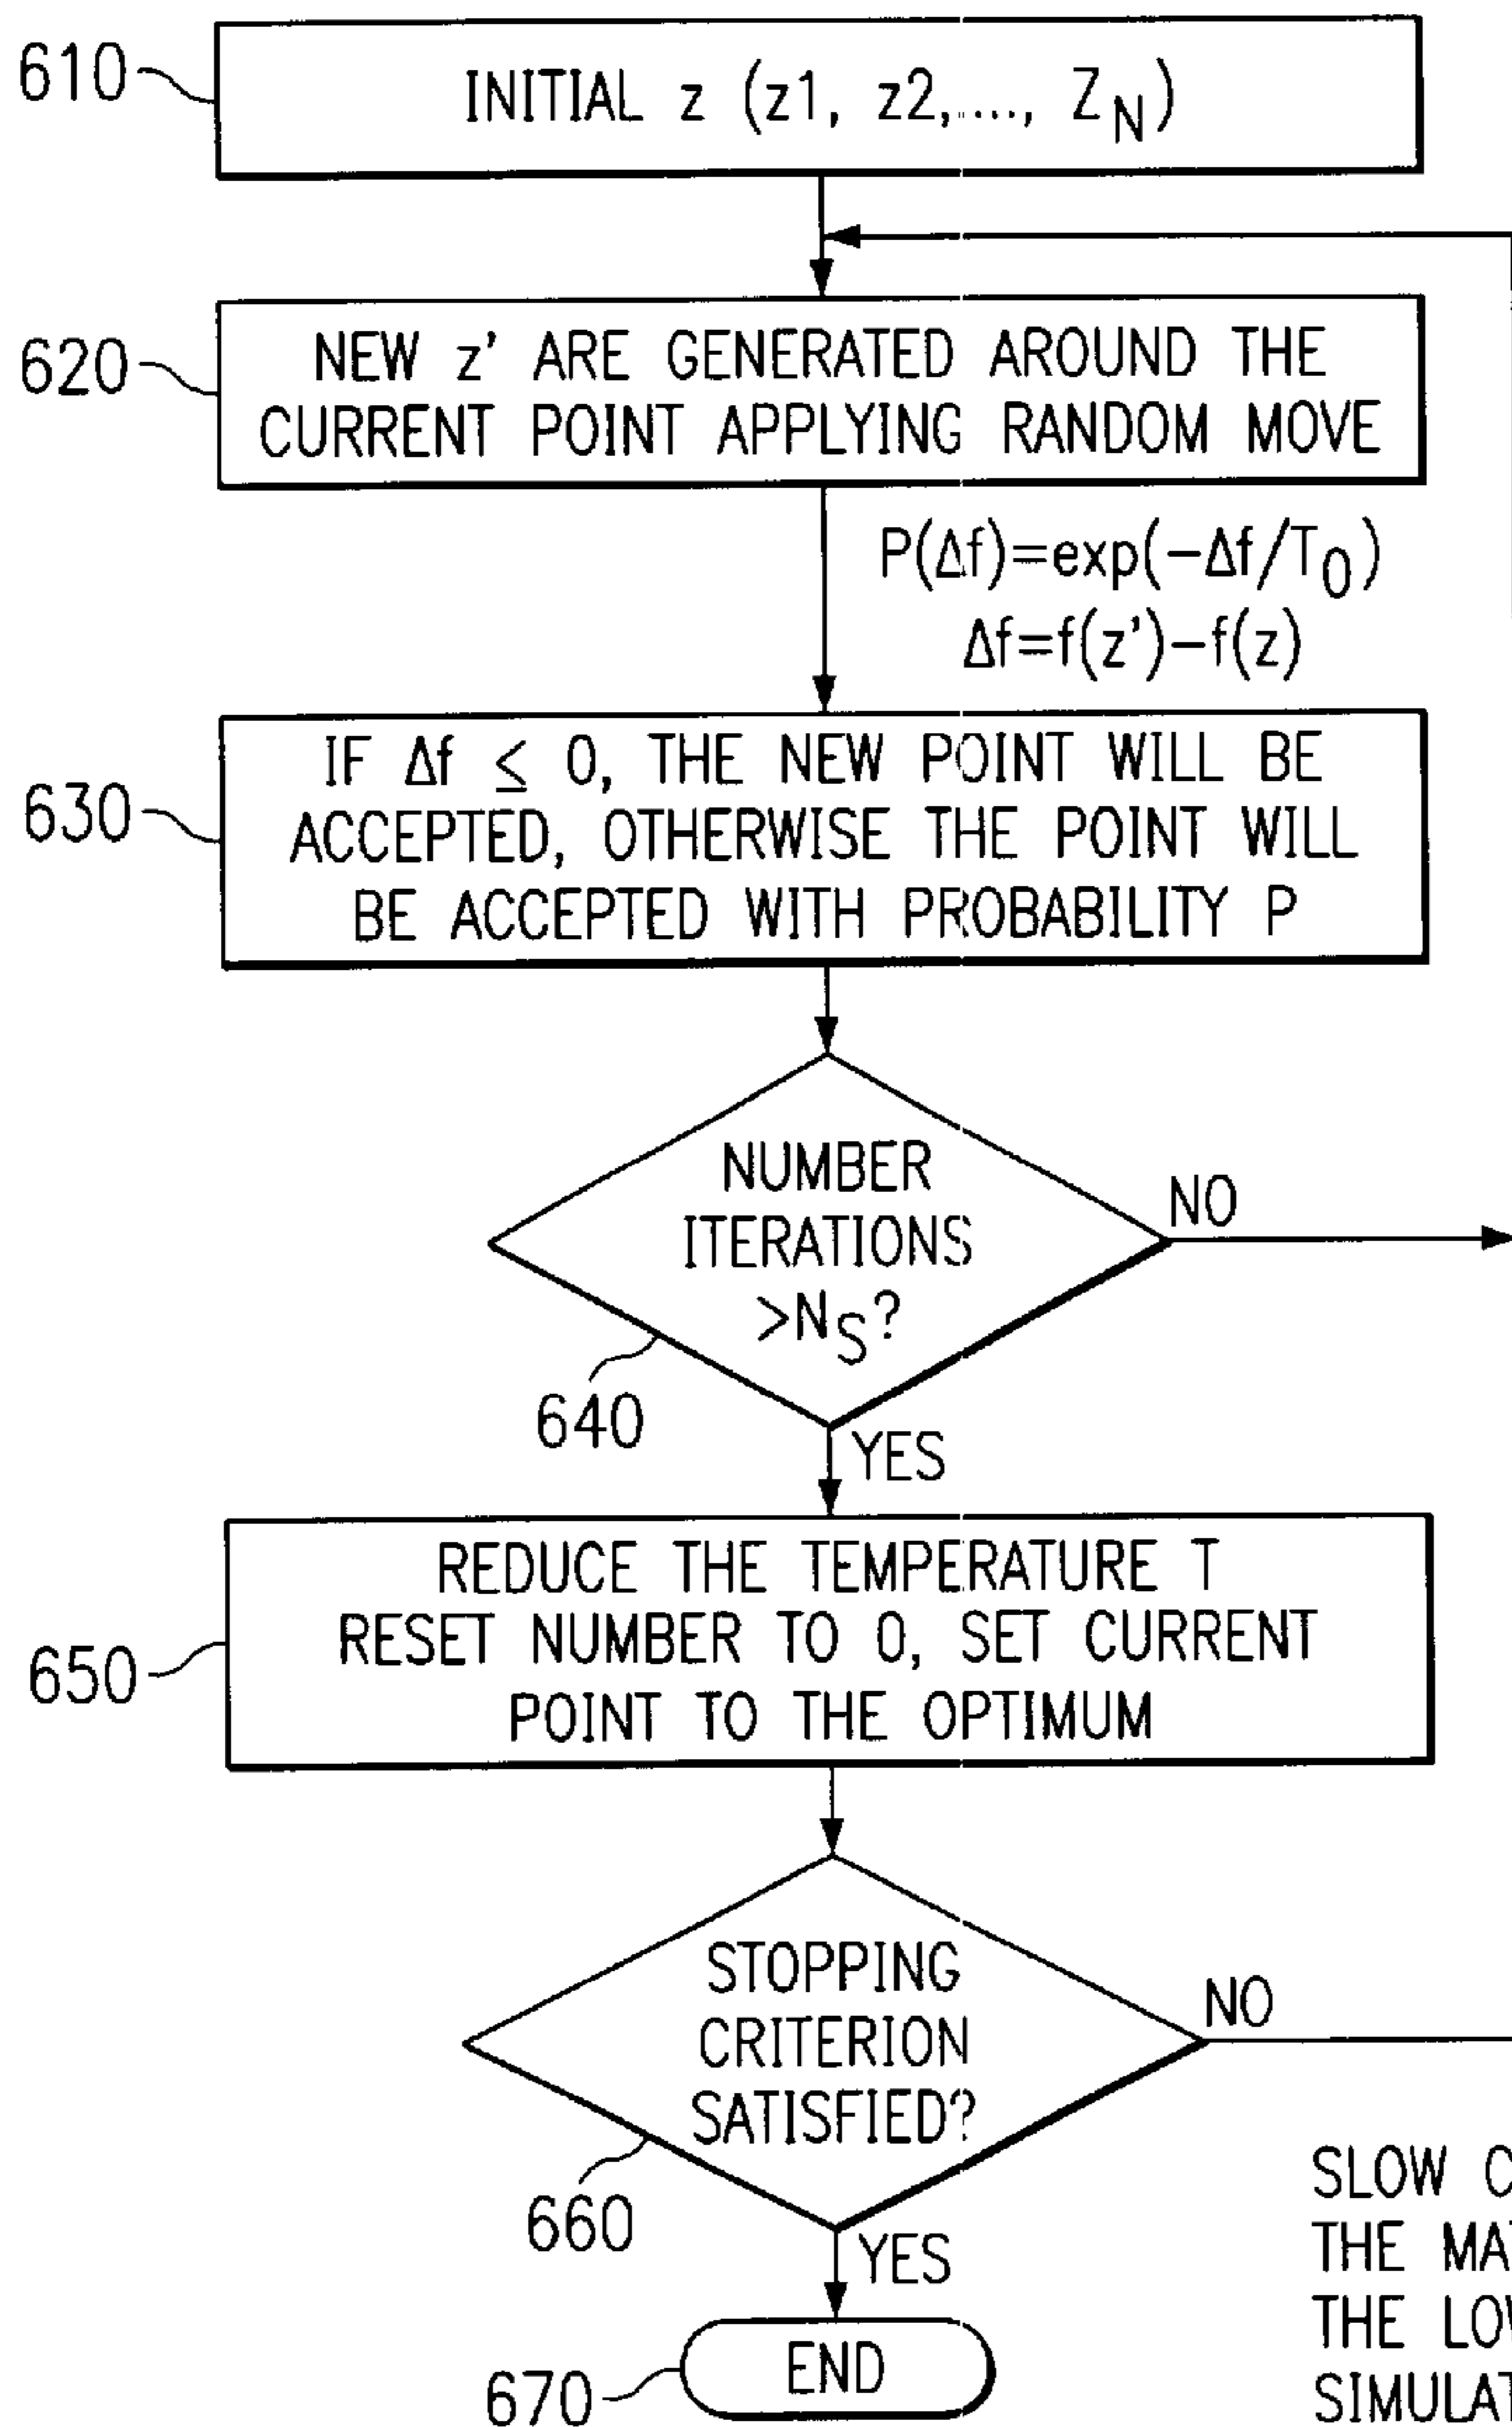 610
INITIAL z (z1, z2,...., Z_N)
620
NEW z' ARE GENERATED AROUND THE
CURRENT POINT APPLYING RANDOM MOVE
P(Δf)=exp(-Δf/T_0)
Δf=f(z')-f(z)
630
IF Δf ≤ 0, THE NEW POINT WILL BE
ACCEPTED, OTHERWISE THE POINT WILL
BE ACCEPTED WITH PROBABILITY P
NUMBER
ITERATIONS
>N_S?
NO
640
YES
650
REDUCE THE TEMPERATURE T
RESET NUMBER TO 0, SET CURRENT
POINT TO THE OPTIMUM
STOPPING
CRITERION
SATISFIED?
NO
660
YES
END
670
SLOW
THE
THE